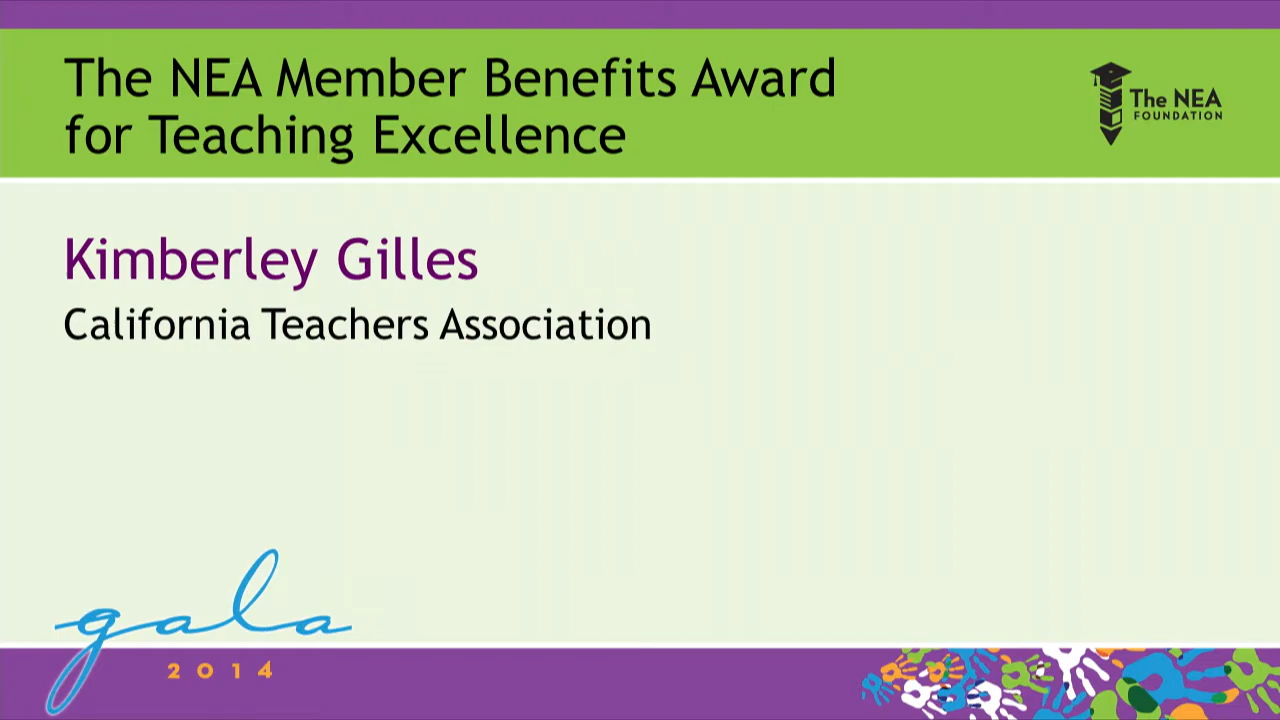 The NEA Member Benefits Award
for Teaching Excellence
The NEA
FOUNDATION
Kimberley Gilles
California Teachers Association
gala
2014